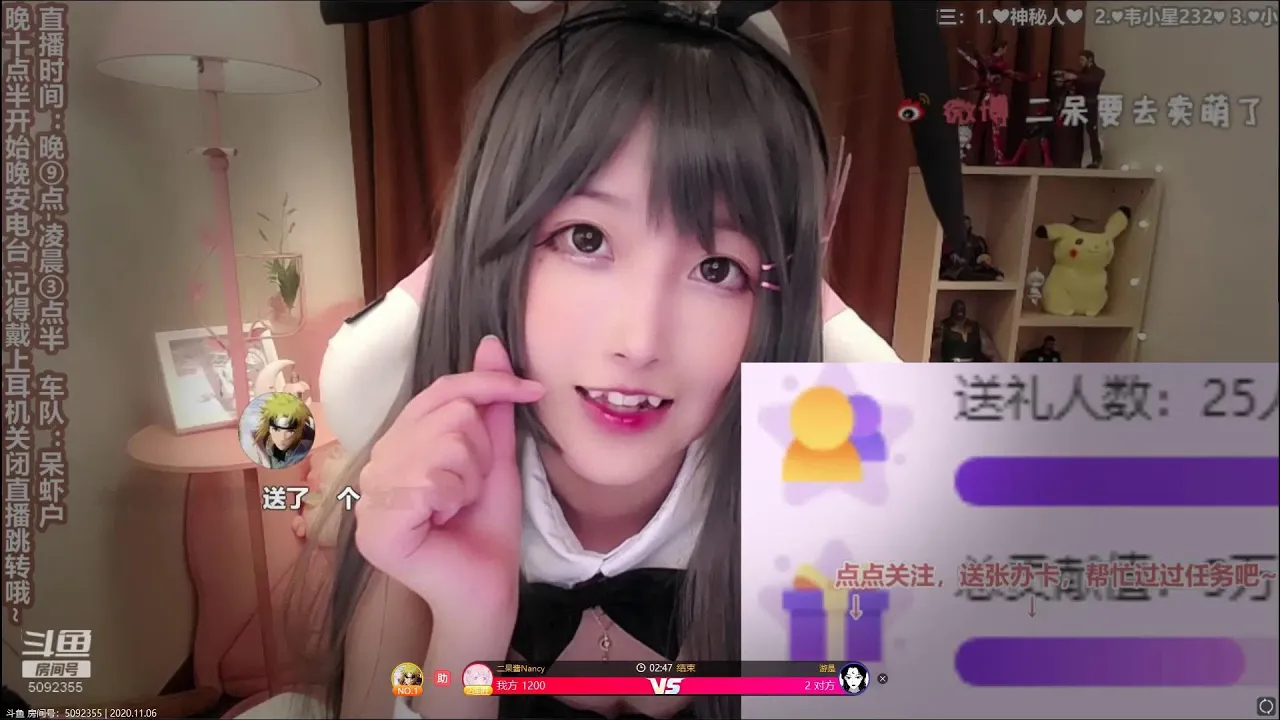 直播时间：晚⑨点-凌晨③点半 车队：呆虾户
晚十点半开始晚安电台 记得戴上耳机关闭直播跳转哦~
三：1.♥神秘人♥ 2.♥韦小星232♥ 3.♥小
微博 二呆要去卖萌了
送礼人数：25人
送了 个
点点关注，送张办卡，帮忙过过任务吧~
↓ ↓
总贡献值：
斗鱼
房间号
5092355
二呆酱Nancy
02:47 结束
游是
NO.1
助
我方 1200
VS
2 对方
斗鱼 房间号：5092355 | 2020.11.06